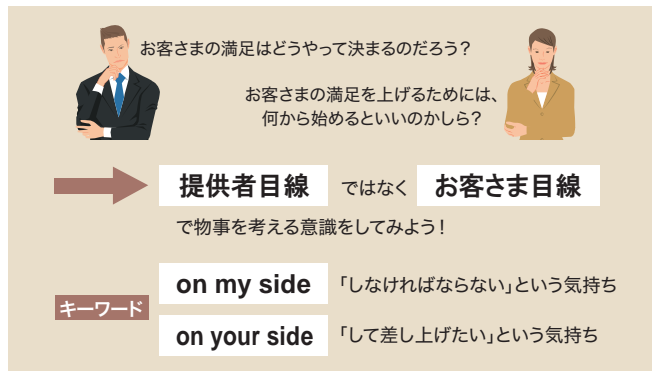 お客さまの満足はどうやって決まるのだろう？
お客さまの満足を上げるためには、
何から始めるといいのかしら？
提供者目線 ではなく お客さま目線
で物事を考える意識をしてみよう！
キーワード
on my side 「しなければならない」という気持ち
on your side 「して差し上げたい」という気持ち